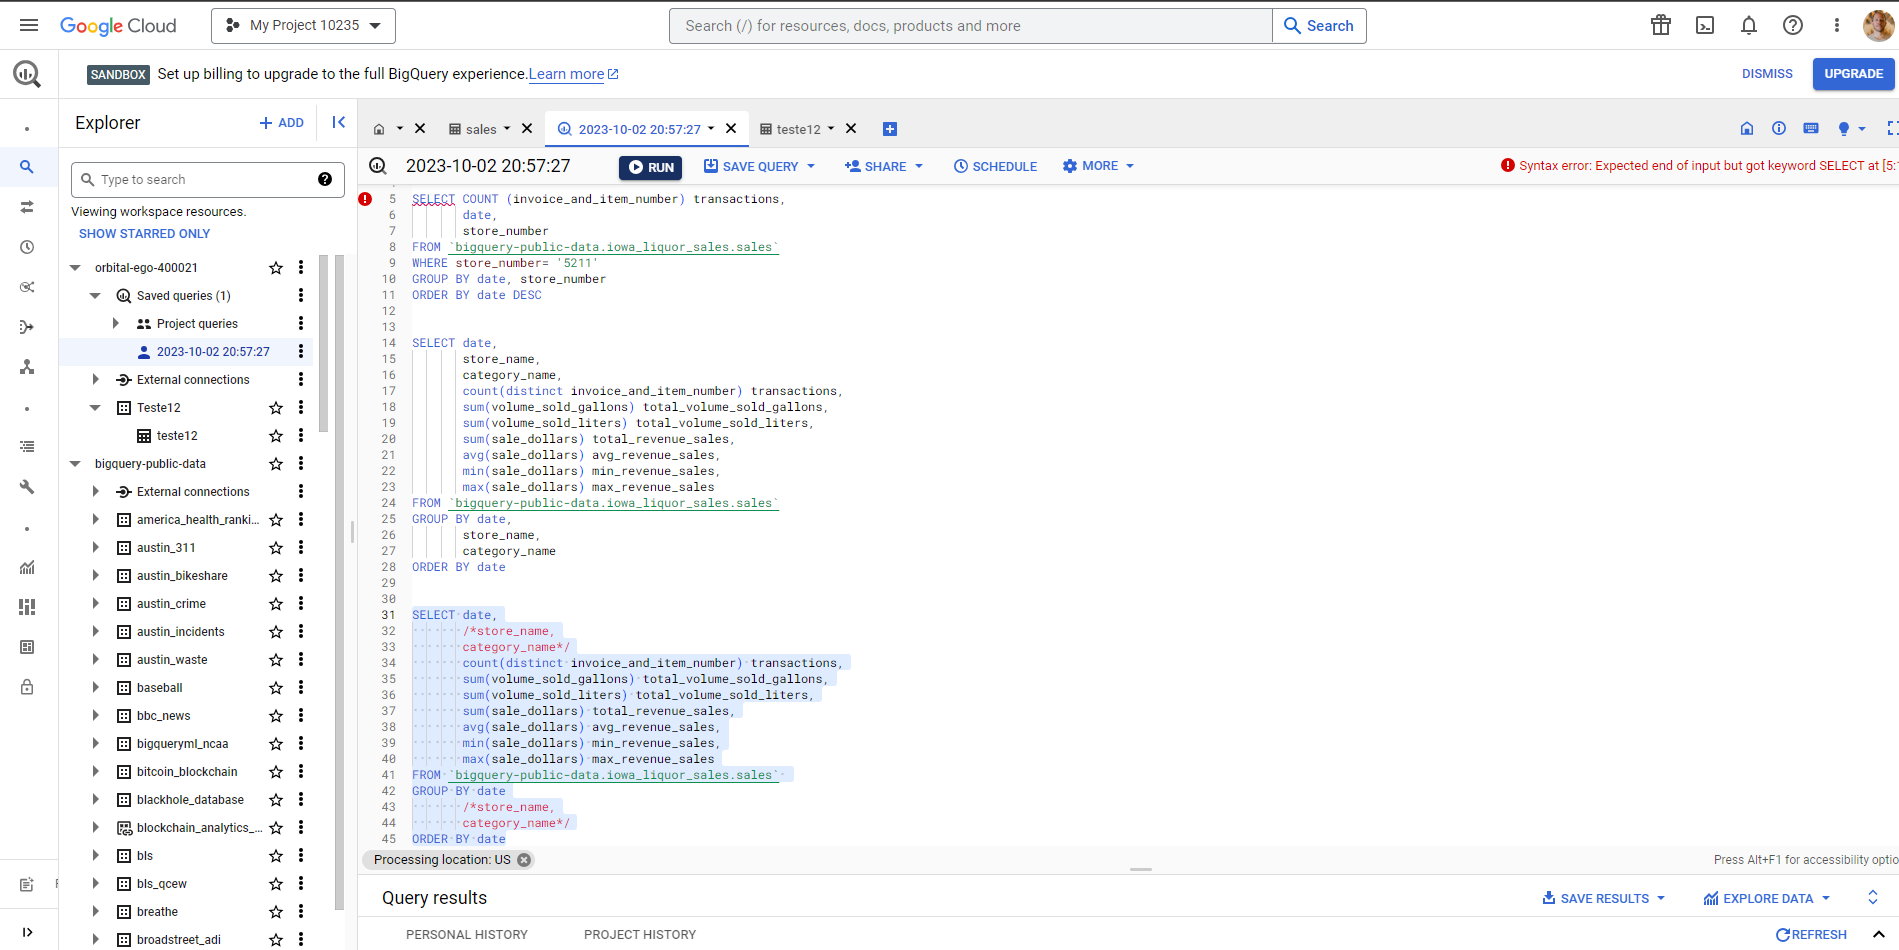 Google Cloud
My Project 10235
Search (/) for resources, docs, products and more
Search
SANDBOX Set up billing to upgrade to the full BigQuery experience. Learn more
DISMISS
UPGRADE
Explorer
+ ADD
sales
2023-10-02 20:57:27
teste12
2023-10-02 20:57:27
RUN
SAVE QUERY
SHARE
SCHEDULE
MORE
Syntax error: Expected end of input but got keyword SELECT at [5:
Type to search
Viewing workspace resources.
SHOW STARRED ONLY
orbital-ego-400021
Saved queries (1)
Project queries
2023-10-02 20:57:27
External connections
Teste12
teste12
bigquery-public-data
External connections
america_health_ranki...
austin_311
austin_bikeshare
austin_crime
austin_incidents
austin_waste
baseball
bbc_news
bigqueryml_ncaa
bitcoin_blockchain
blackhole_database
blockchain_analytics_...
bls
bls_qcew
breathe
broadstreet_adi
5 SELECT COUNT (invoice_and_item_number) transactions,
6 date,
7 store_number
8 FROM `bigquery-public-data.iowa_liquor_sales.sales`
9 WHERE store_number= '5211'
10 GROUP BY date, store_number
11 ORDER BY date DESC
12
13
14 SELECT date,
15 store_name,
16 category_name,
17 count(distinct invoice_and_item_number) transactions,
18 sum(volume_sold_gallons) total_volume_sold_gallons,
19 sum(volume_sold_liters) total_volume_sold_liters,
20 sum(sale_dollars) total_revenue_sales,
21 avg(sale_dollars) avg_revenue_sales,
22 min(sale_dollars) min_revenue_sales,
23 max(sale_dollars) max_revenue_sales
24 FROM `bigquery-public-data.iowa_liquor_sales.sales`
25 GROUP BY date,
26 store_name,
27 category_name
28 ORDER BY date
29
30
31 SELECT date,
32 /*store_name,
33 category_name*/
34 count(distinct invoice_and_item_number) transactions,
35 sum(volume_sold_gallons) total_volume_sold_gallons,
36 sum(volume_sold_liters) total_volume_sold_liters,
37 sum(sale_dollars) total_revenue_sales,
38 avg(sale_dollars) avg_revenue_sales,
39 min(sale_dollars) min_revenue_sales,
40 max(sale_dollars) max_revenue_sales
41 FROM `bigquery-public-data.iowa_liquor_sales.sales`
42 GROUP BY date
43 /*store_name,
44 category_name*/
45 ORDER BY date
Processing location: US
Press Alt+F1 for accessibility optio
Query results
SAVE RESULTS
EXPLORE DATA
PERSONAL HISTORY
PROJECT HISTORY
REFRESH